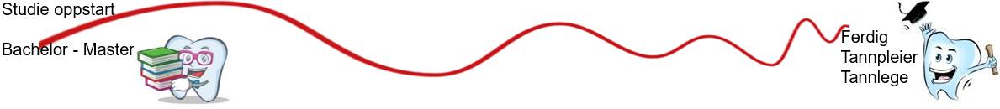 Studie oppstart
Bachelor - Master
Ferdig
Tannpleier
Tannlege